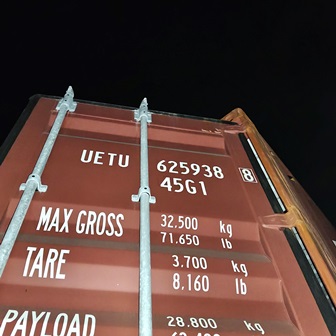 UETU 625938 8
45G1
MAX GROSS 32,500 kg
71,650 lb
TARE 3,700 kg
8,160 lb
PAYLOAD 28,800 kg